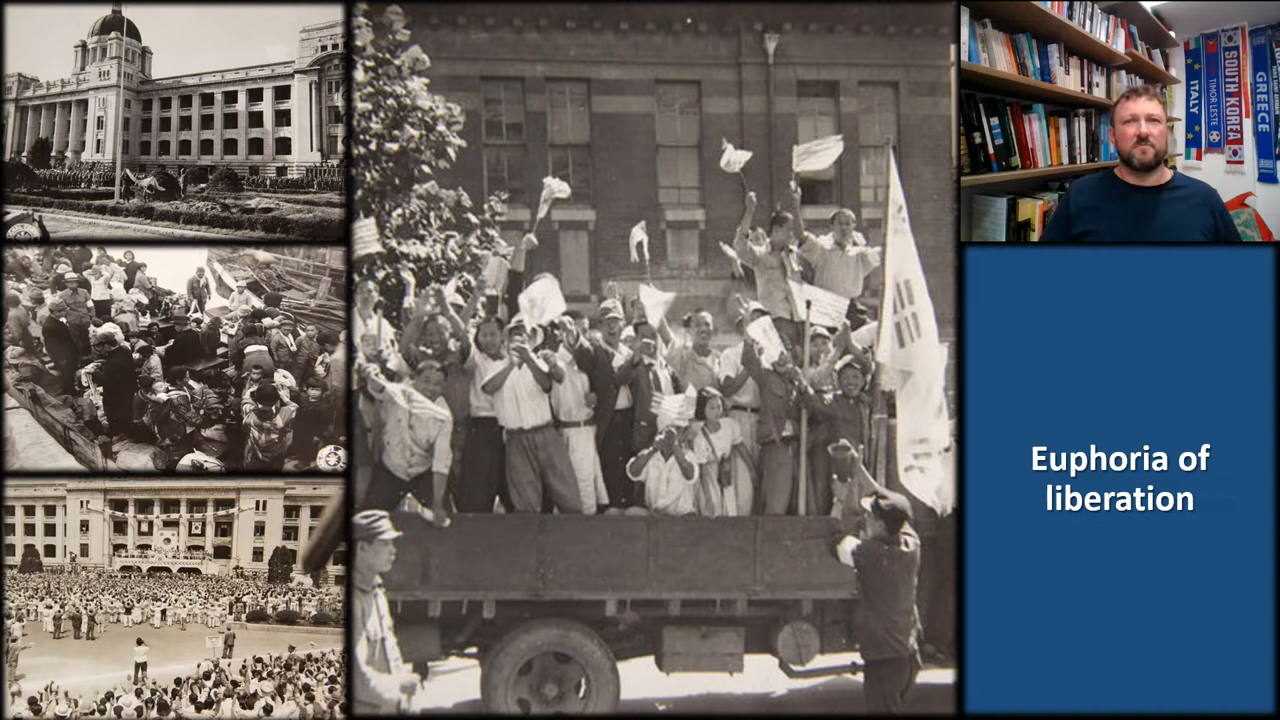 ITALY
TIMOR LESTE
SOUTH KOREA
GREECE
Euphoria of
liberation